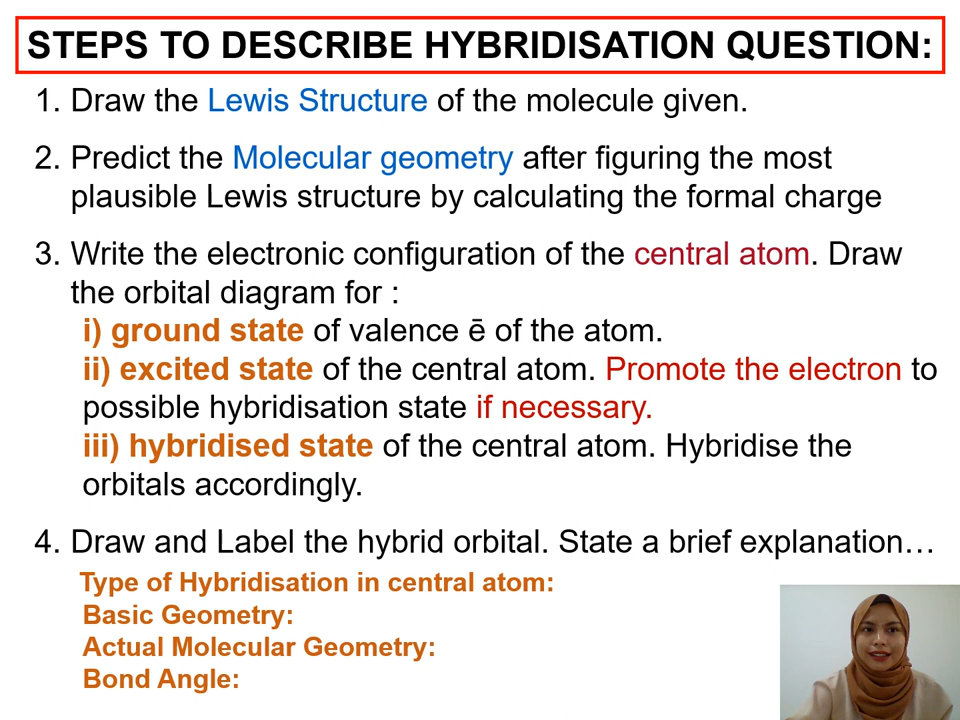 STEPS TO DESCRIBE HYBRIDISATION QUESTION:
1. Draw the Lewis Structure of the molecule given.
2. Predict the Molecular geometry after figuring the most
plausible Lewis structure by calculating the formal charge
3. Write the electronic configuration of the central atom. Draw
the orbital diagram for :
i) ground state of valence ē of the atom.
ii) excited state of the central atom. Promote the electron to
possible hybridisation state if necessary.
iii) hybridised state of the central atom. Hybridise the
orbitals accordingly.
4. Draw and Label the hybrid orbital. State a brief explanation…
Type of Hybridisation in central atom:
Basic Geometry:
Actual Molecular Geometry:
Bond Angle: